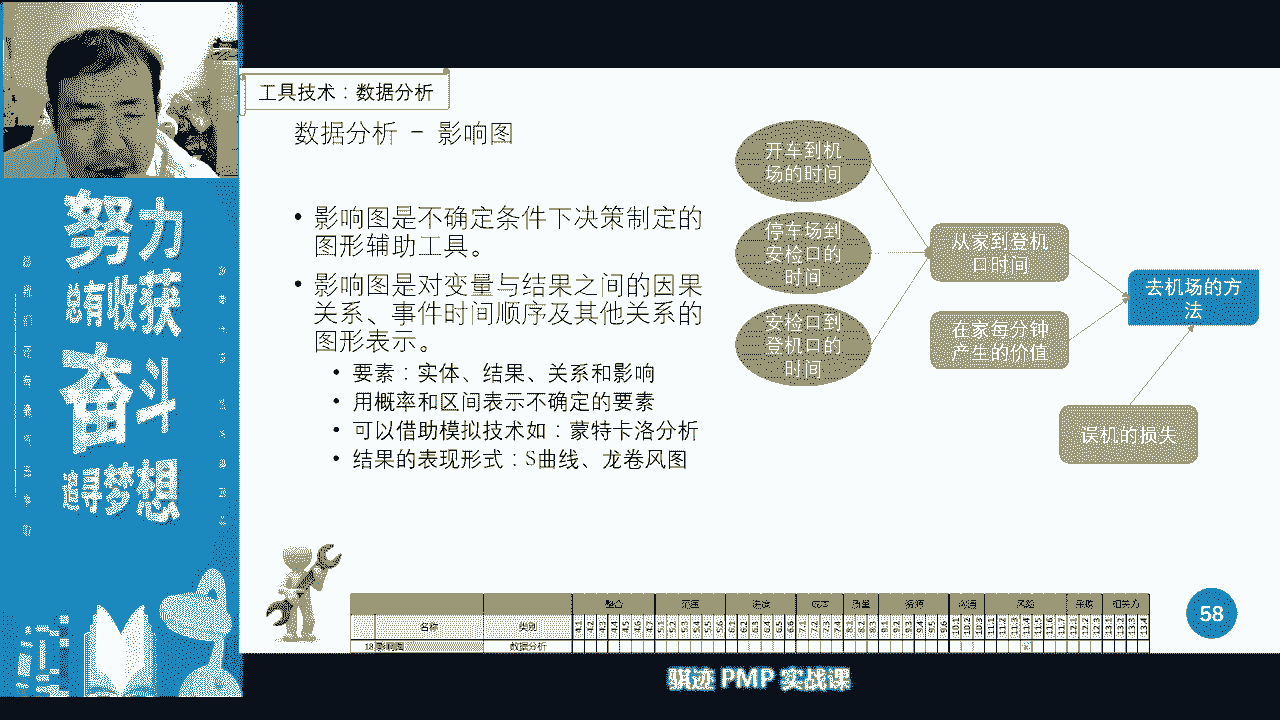 工具技术：数据分析
数据分析 - 影响图
• 影响图是不确定条件下决策制定的
图形辅助工具。
• 影响图是对变量与结果之间的因果
关系、事件时间顺序及其他关系的
图形表示。
• 要素：实体、结果、关系和影响
• 用概率和区间表示不确定的要素
• 可以借助模拟技术如：蒙特卡洛分析
• 结果的表现形式：S曲线、龙卷风图
开车到机
场的时间
停车场到
安检口的
时间
安检口到
登机口的
时间
从家到登机
口时间
在家每分钟
产生的价值
去机场的方
法
误机的损失
努力
总有收获
奋斗
追寻梦想
整合 范围 进度 成本 质量 资源 沟通 风险 采购 相关方
名称 类别
18 影响图 数据分析
58
骐迹 PMP 实战课